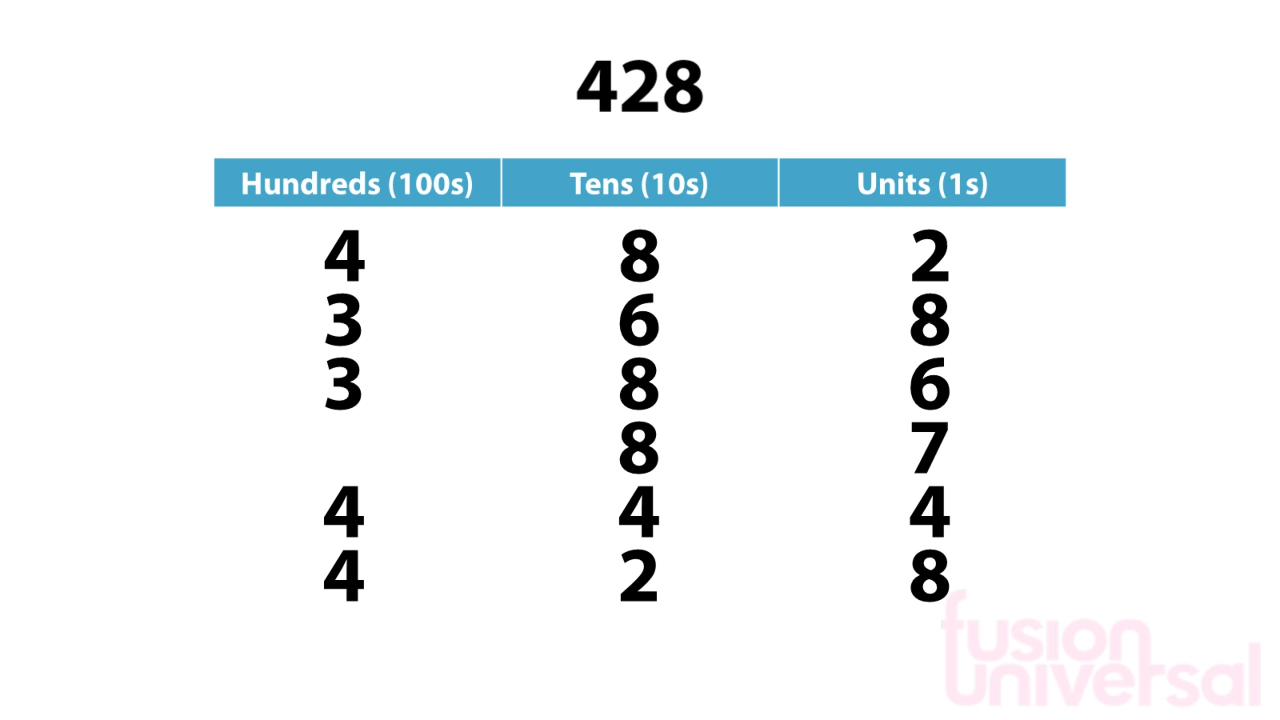 428
Hundreds (100s) Tens (10s) Units (1s)
4 8 2
3 6 8
3 8 6
8 7
4 4 4
4 2 8
fusion
universal